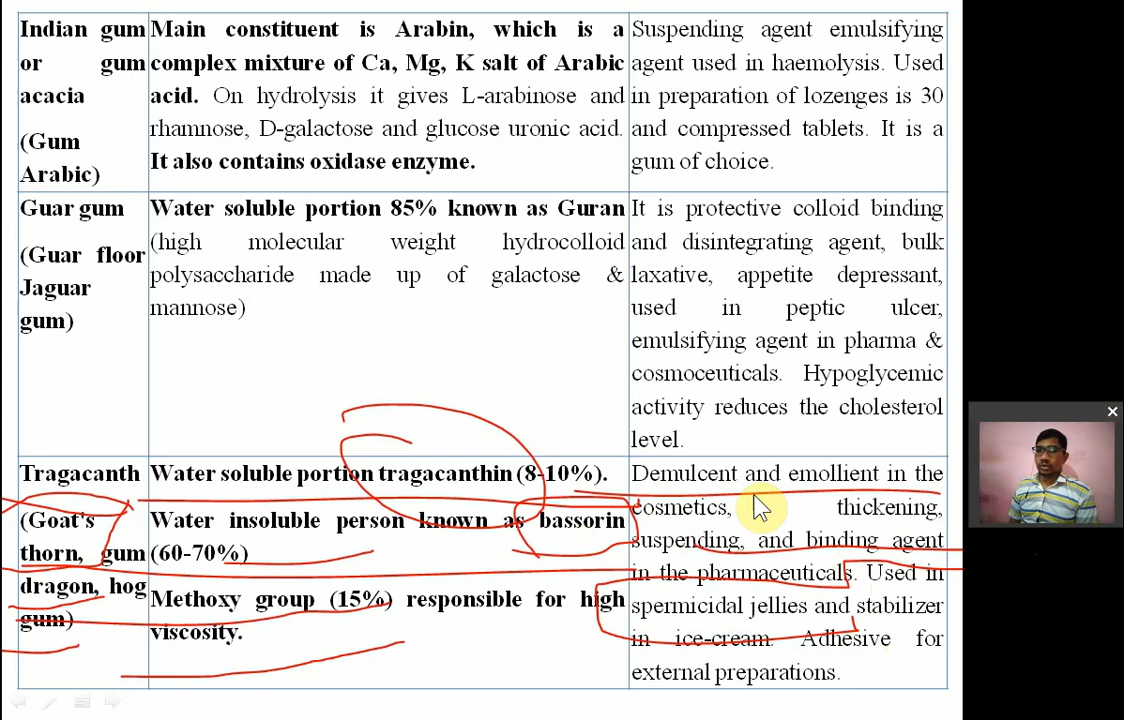 Indian gum
or gum
acacia
(Gum
Arabic)
Main constituent is Arabin, which is a
complex mixture of Ca, Mg, K salt of Arabic
acid. On hydrolysis it gives L-arabinose and
rhamnose, D-galactose and glucose uronic acid.
It also contains oxidase enzyme.
Suspending agent emulsifying
agent used in haemolysis. Used
in preparation of lozenges is 30
and compressed tablets. It is a
gum of choice.
Guar gum
(Guar floor
Jaguar
gum)
Water soluble portion 85% known as Guran
(high molecular weight hydrocolloid
polysaccharide made up of galactose &
mannose)
It is protective colloid binding
and disintegrating agent, bulk
laxative, appetite depressant,
used in peptic ulcer,
emulsifying agent in pharma &
cosmoceuticals. Hypoglycemic
activity reduces the cholesterol
level.
Tragacanth
(Goat's
thorn, gum
dragon, hog
gum)
Water soluble portion tragacanthin (8-10%).
Water insoluble person known as bassorin
(60-70%)
Methoxy group (15%) responsible for high
viscosity.
Demulcent and emollient in the
cosmetics, thickening,
suspending, and binding agent
in the pharmaceuticals. Used in
spermicidal jellies and stabilizer
in ice-cream. Adhesive for
external preparations.